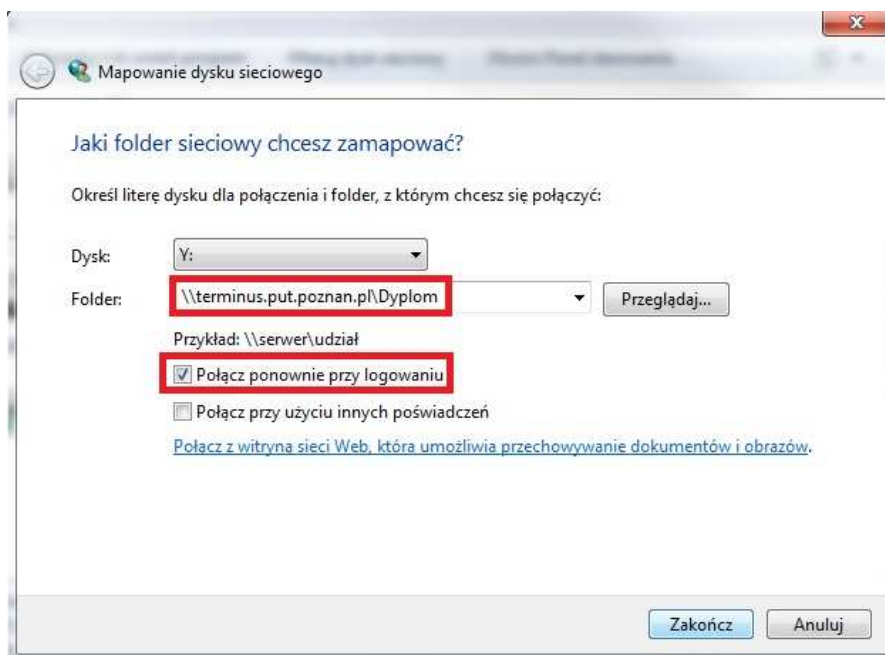 Mapowanie dysku sieciowego
Jaki folder sieciowy chcesz zamapować?
Określ literę dysku dla połączenia i folder, z którym chcesz się połączyć:
Dysk: Y:
Folder: \\terminus.put.poznan.pl\Dyplom Przeglądaj...
Przykład: \\serwer\udział
Połącz ponownie przy logowaniu
Połącz przy użyciu innych poświadczeń
Połącz z witryna sieci Web, która umożliwia przechowywanie dokumentów i obrazów.
Zakończ Anuluj